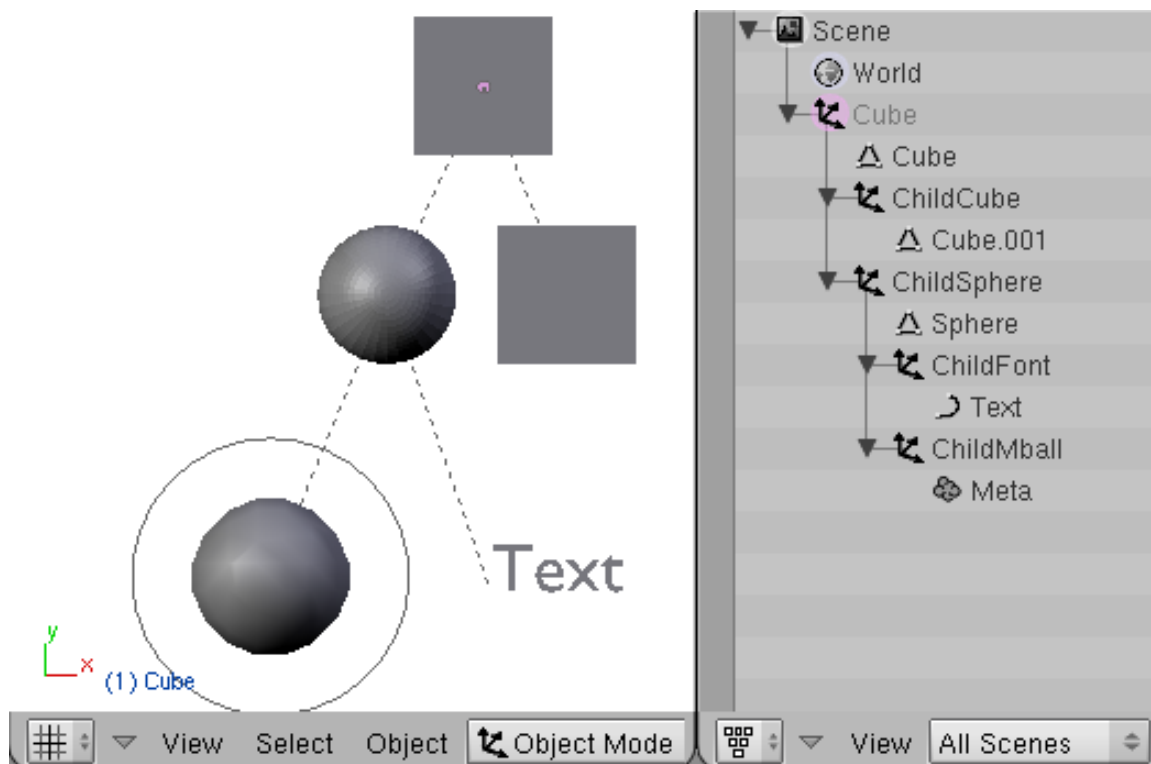 Scene
World
Cube
Cube
ChildCube
Cube.001
ChildSphere
Sphere
ChildFont
Text
ChildMball
Meta
Text
y
x
(1) Cube
View Select Object Object Mode
View All Scenes